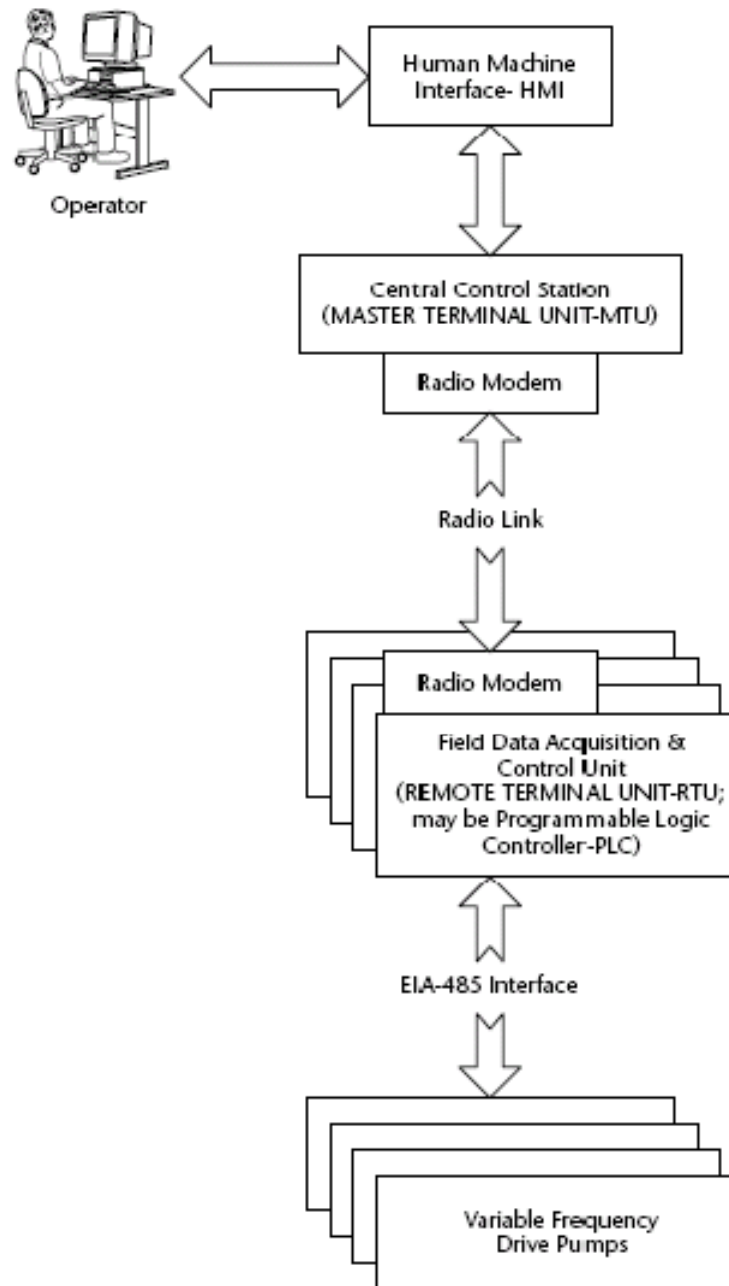 Operator
Human Machine
Interface- HMI
Central Control Station
(MASTER TERMINAL UNIT-MTU)
Radio Modem
Radio Link
Radio Modem
Field Data Acquisition &
Control Unit
(REMOTE TERMINAL UNIT-RTU;
may be Programmable Logic
Controller-PLC)
EIA-485 Interface
Variable Frequency
Drive Pumps